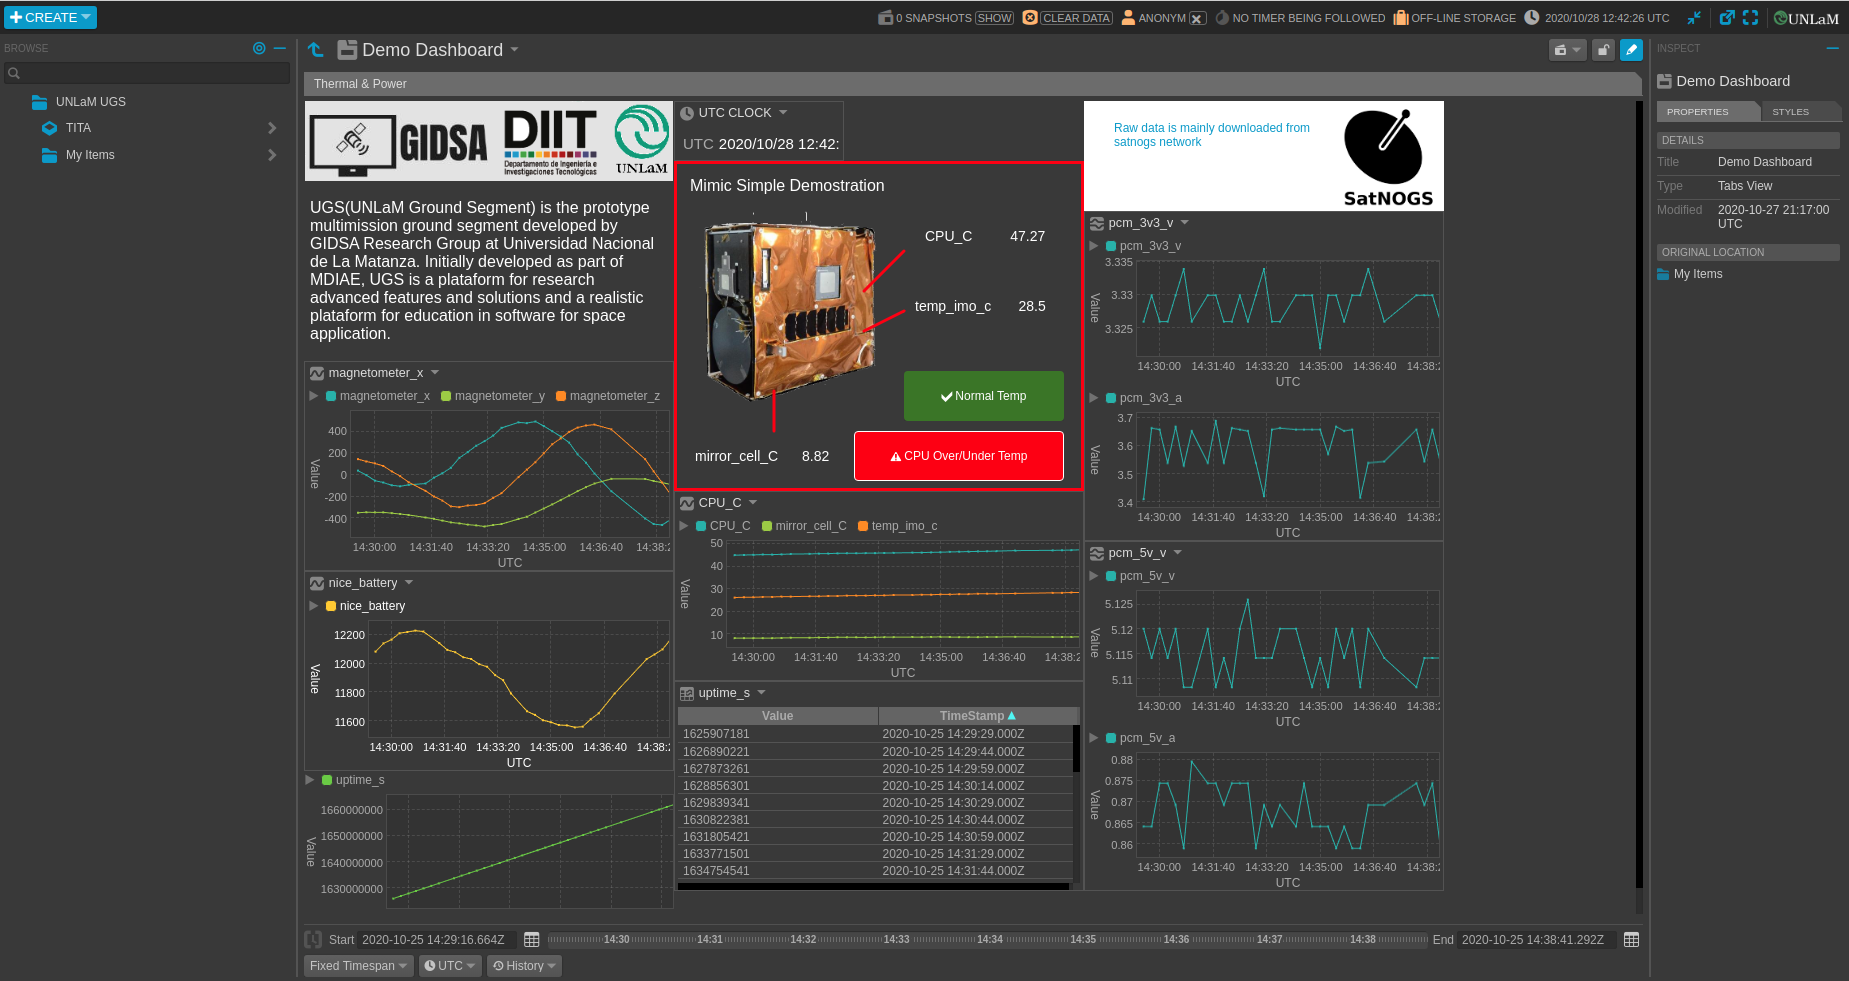 CREATE
0 SNAPSHOTS SHOW CLEAR DATA ANONYM NO TIMER BEING FOLLOWED OFF-LINE STORAGE 2020/10/28 12:42:26 UTC UNLaM
BROWSE
UNLaM UGS
TITA
My Items
Demo Dashboard
Thermal & Power
GIDSA
DIIT
Departamento de Ingeniería e
Investigaciones Tecnológicas
UNLaM
UGS(UNLaM Ground Segment) is the prototype
multimission ground segment developed by
GIDSA Research Group at Universidad Nacional
de La Matanza. Initially developed as part of
MDIAE, UGS is a plataform for research
advanced features and solutions and a realistic
plataform for education in software for space
application.
magnetometer_x
magnetometer_x magnetometer_y magnetometer_z
400
200
0
-200
-400
Value
14:30:00 14:31:40 14:33:20 14:35:00 14:36:40 14:38:2
UTC
nice_battery
nice_battery
12200
12000
11800
11600
Value
14:30:00 14:31:40 14:33:20 14:35:00 14:36:40 14:38:2
UTC
uptime_s
1660000000
1650000000
1640000000
1630000000
Value
UTC CLOCK
UTC 2020/10/28 12:42:
Mimic Simple Demostration
CPU_C 47.27
temp_imo_c 28.5
Normal Temp
mirror_cell_C 8.82
CPU Over/Under Temp
CPU_C
CPU_C mirror_cell_C temp_imo_c
50
40
30
20
10
Value
14:30:00 14:31:40 14:33:20 14:35:00 14:36:40 14:38:2
UTC
uptime_s
Value TimeStamp
1625907181 2020-10-25 14:29:29.000Z
1626890221 2020-10-25 14:29:44.000Z
1627873261 2020-10-25 14:29:59.000Z
1628856301 2020-10-25 14:30:14.000Z
1629839341 2020-10-25 14:30:29.000Z
1630822381 2020-10-25 14:30:44.000Z
1631805421 2020-10-25 14:30:59.000Z
1633771501 2020-10-25 14:31:29.000Z
1634754541 2020-10-25 14:31:44.000Z
Raw data is mainly downloaded from
satnogs network
SatNOGS
pcm_3v3_v
pcm_3v3_v
3.335
3.33
3.325
Value
14:30:00 14:31:40 14:33:20 14:35:00 14:36:40 14:38:2
UTC
pcm_3v3_a
3.7
3.6
3.5
3.4
Value
14:30:00 14:31:40 14:33:20 14:35:00 14:36:40 14:38:2
UTC
pcm_5v_v
pcm_5v_v
5.125
5.12
5.115
5.11
Value
14:30:00 14:31:40 14:33:20 14:35:00 14:36:40 14:38:2
UTC
pcm_5v_a
0.88
0.875
0.87
0.865
0.86
Value
14:30:00 14:31:40 14:33:20 14:35:00 14:36:40 14:38:2
UTC
INSPECT
Demo Dashboard
PROPERTIES STYLES
DETAILS
Title Demo Dashboard
Type Tabs View
Modified 2020-10-27 21:17:00
UTC
ORIGINAL LOCATION
My Items
Start 2020-10-25 14:29:16.664Z 14:30 14:31 14:32 14:33 14:34 14:35 14:36 14:37 14:38 End 2020-10-25 14:38:41.292Z
Fixed Timespan UTC History